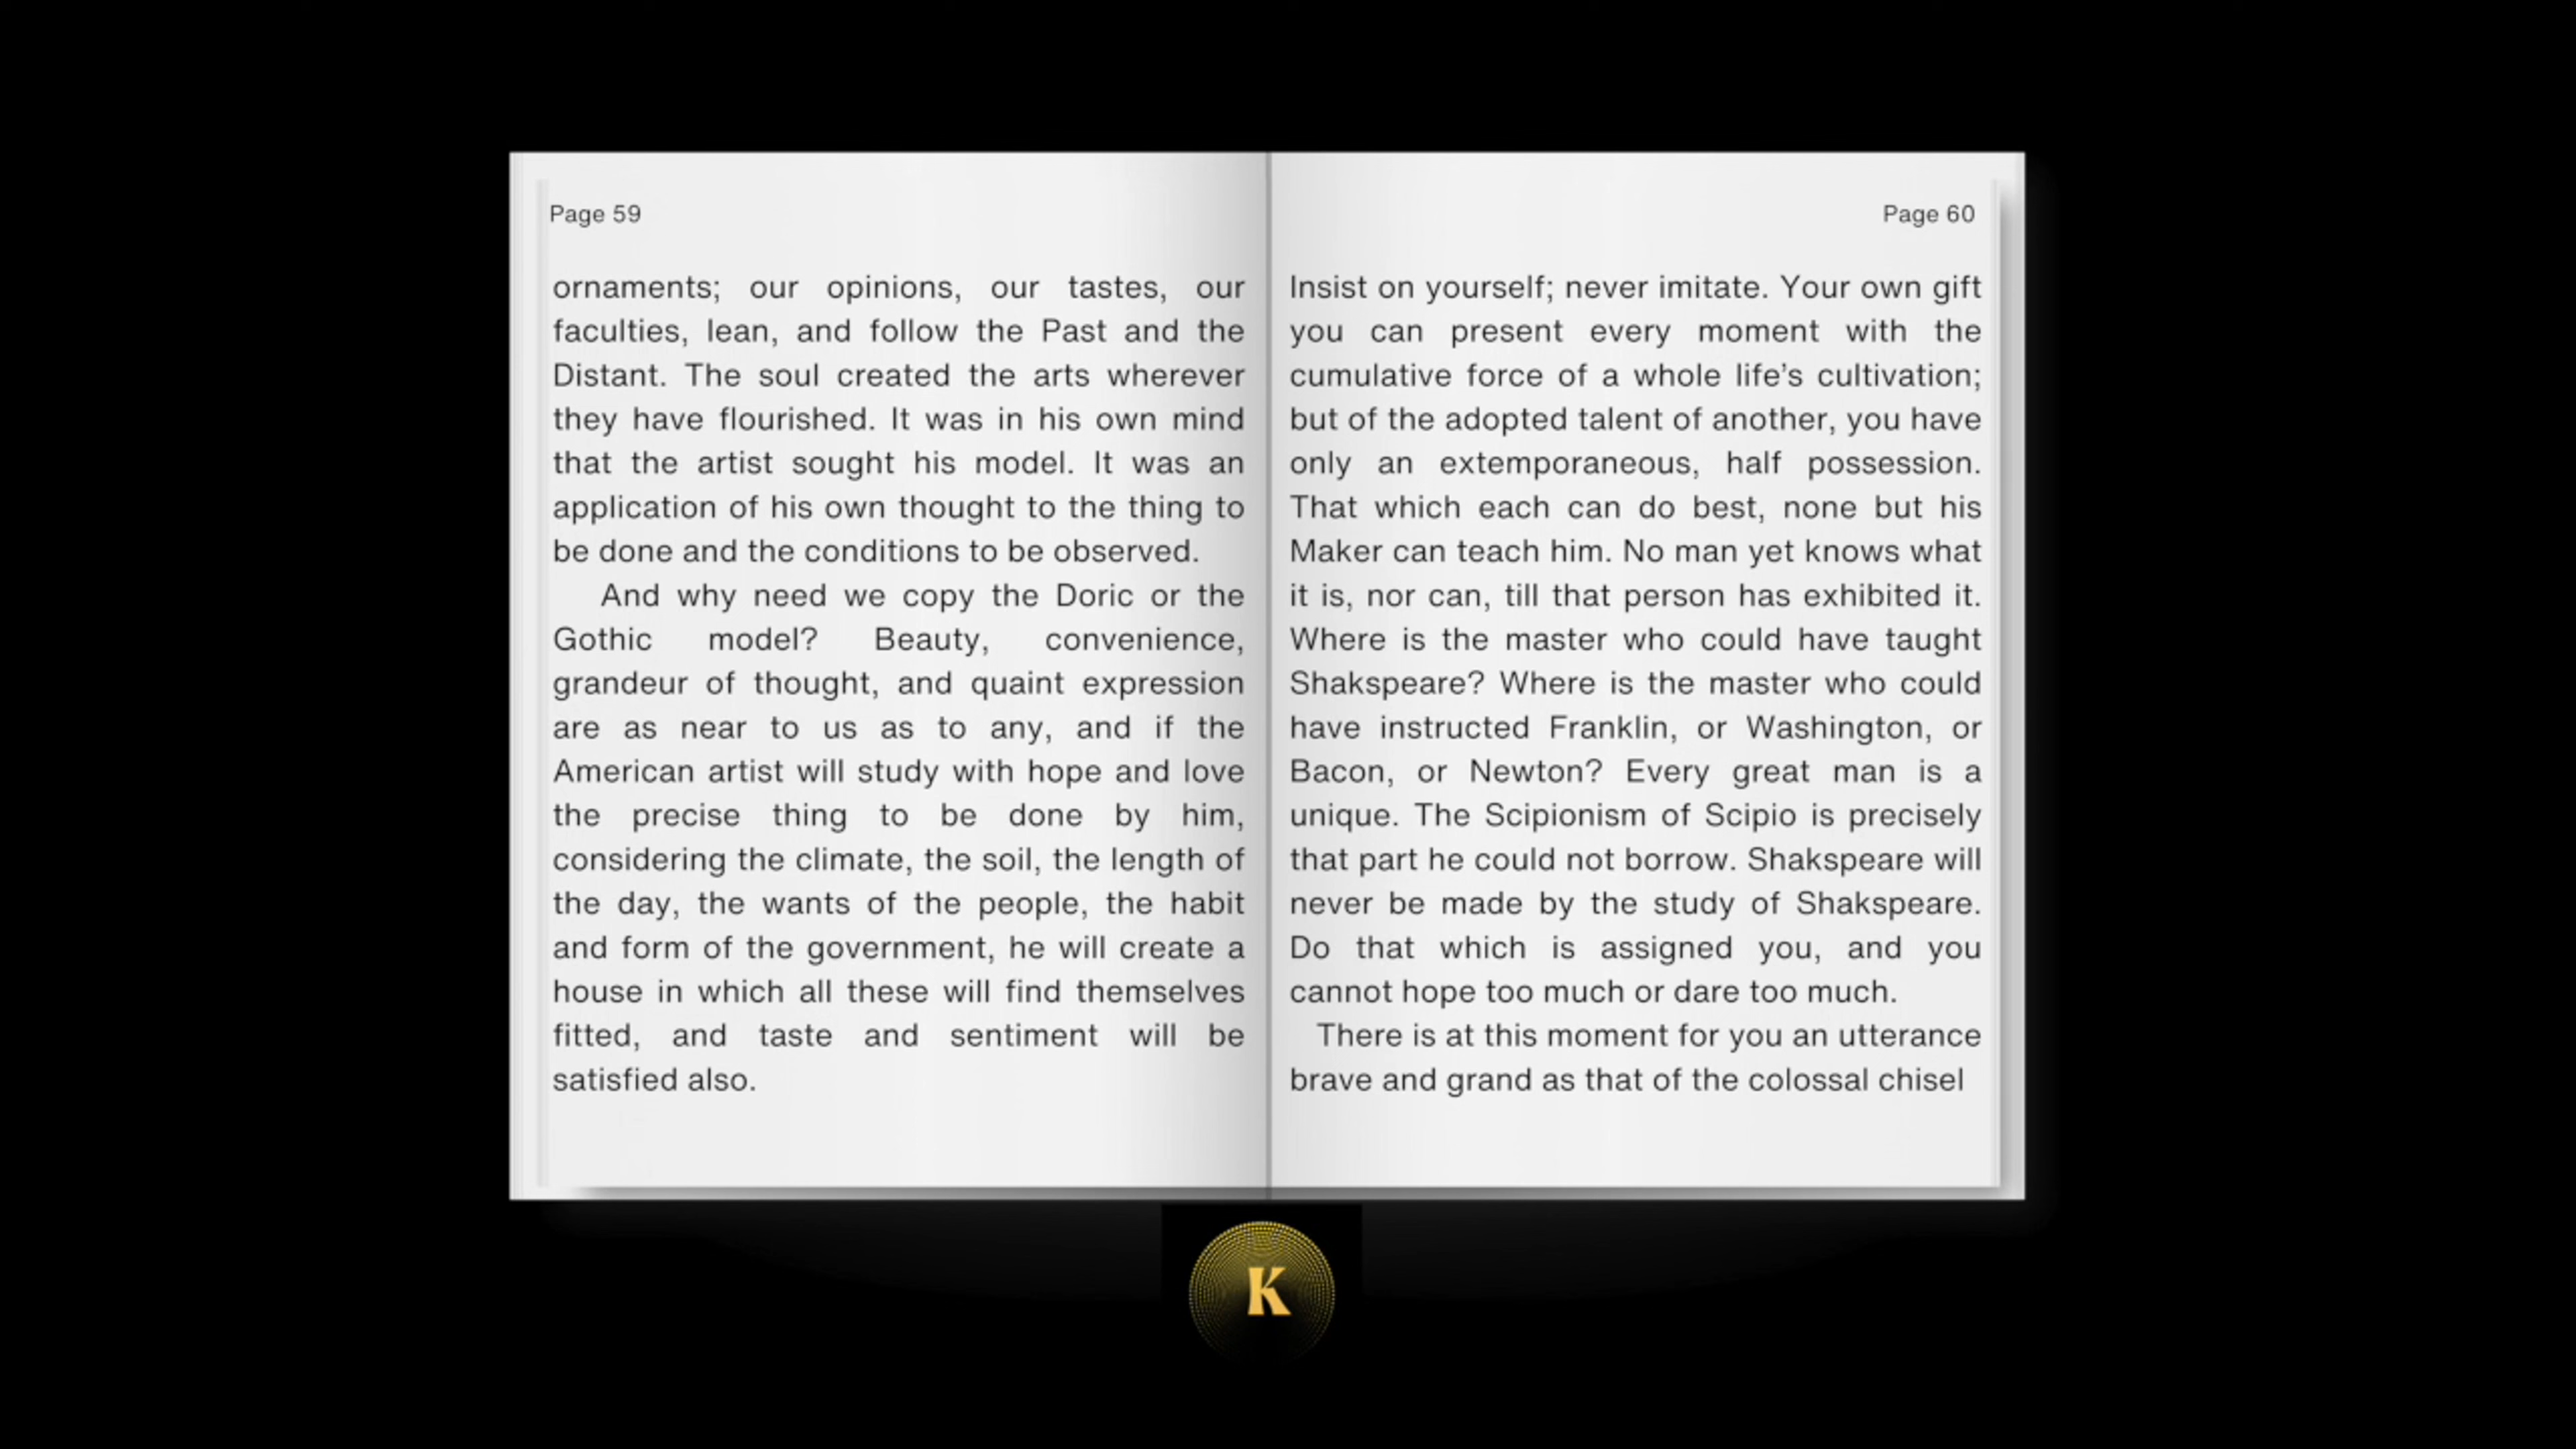 Page 59
ornaments; our opinions, our tastes, our
faculties, lean, and follow the Past and the
Distant. The soul created the arts wherever
they have flourished. It was in his own mind
that the artist sought his model. It was an
application of his own thought to the thing to
be done and the conditions to be observed.
And why need we copy the Doric or the
Gothic model? Beauty, convenience,
grandeur of thought, and quaint expression
are as near to us as to any, and if the
American artist will study with hope and love
the precise thing to be done by him,
considering the climate, the soil, the length of
the day, the wants of the people, the habit
and form of the government, he will create a
house in which all these will find themselves
fitted, and taste and sentiment will be
satisfied also.
Page 60
Insist on yourself; never imitate. Your own gift
you can present every moment with the
cumulative force of a whole life’s cultivation;
but of the adopted talent of another, you have
only an extemporaneous, half possession.
That which each can do best, none but his
Maker can teach him. No man yet knows what
it is, nor can, till that person has exhibited it.
Where is the master who could have taught
Shakspeare? Where is the master who could
have instructed Franklin, or Washington, or
Bacon, or Newton? Every great man is a
unique. The Scipionism of Scipio is precisely
that part he could not borrow. Shakspeare will
never be made by the study of Shakspeare.
Do that which is assigned you, and you
cannot hope too much or dare too much.
There is at this moment for you an utterance
brave and grand as that of the colossal chisel
K